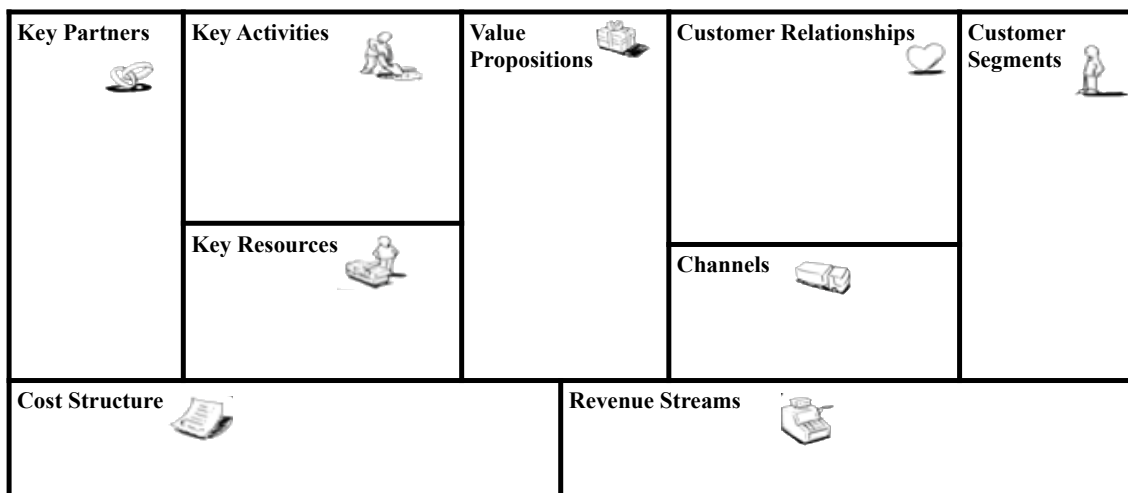 Key Partners
Key Activities
Value
Propositions
Customer Relationships
Customer
Segments
Key Resources
Channels
Cost Structure
Revenue Streams